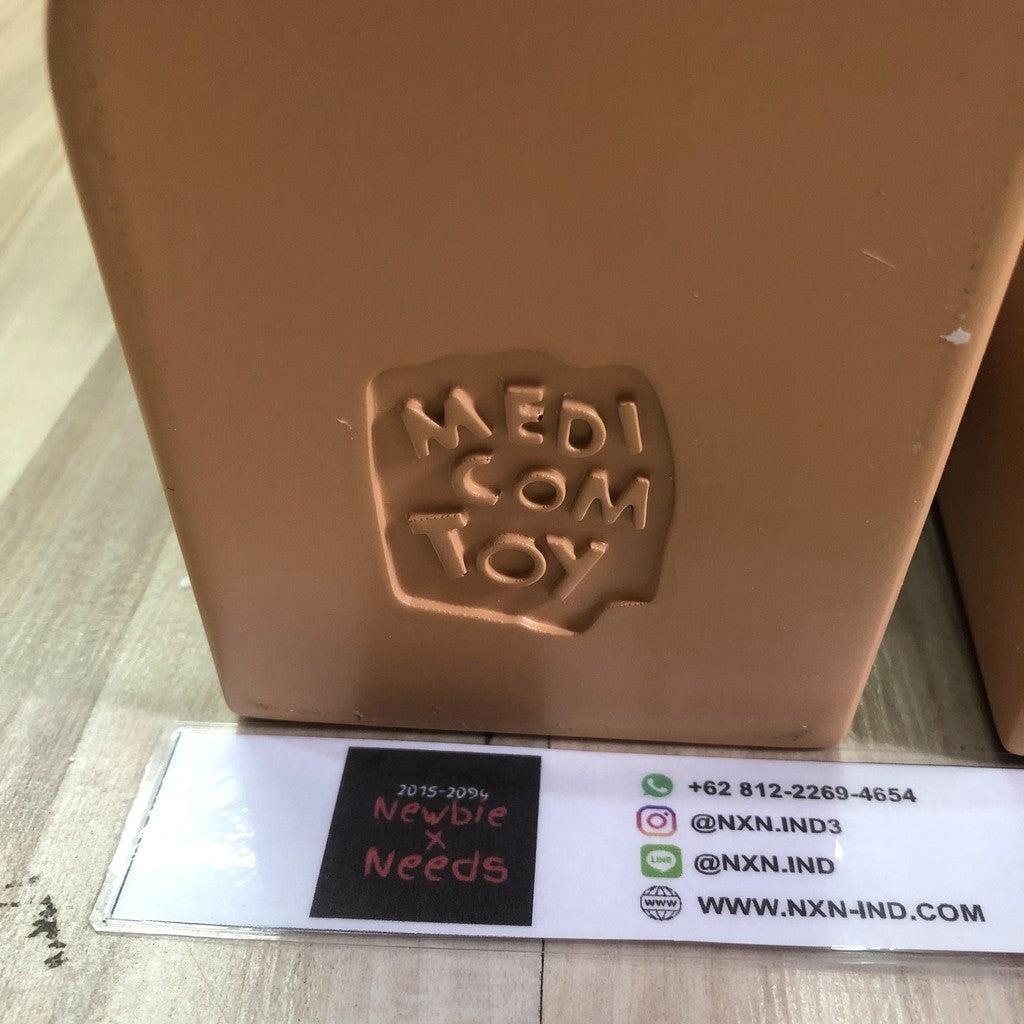 MEDI
COM
TOY
2015-2094
Newbie
x
Needs
+62 812-2269-4654
@NXN.IND3
LINE
@NXN.IND
www
WWW.NXN-IND.COM